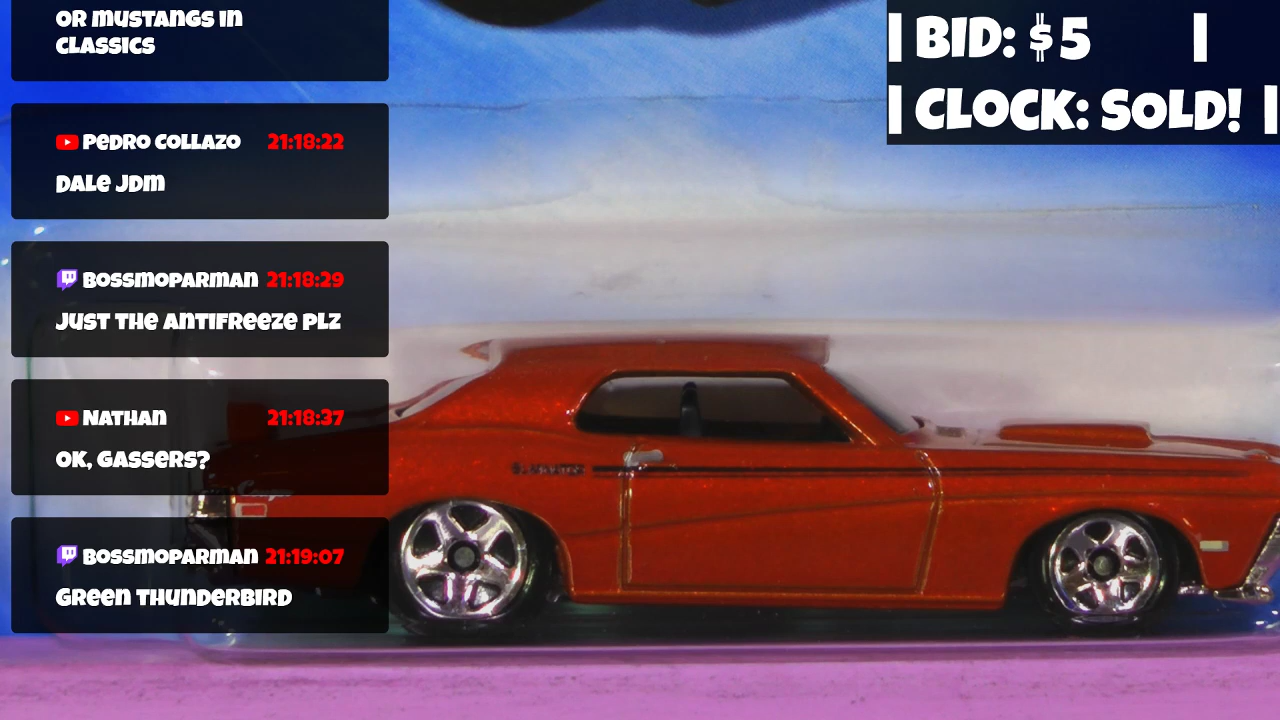 OR MUSTANGS IN
CLASSICS
PEDRO COLLAZO 21:18:22
DALE JDM
BOSSMOPARMAN 21:18:29
JUST THE ANTIFREEZE PLZ
NATHAN 21:18:37
OK, GASSERS?
BOSSMOPARMAN 21:19:07
GREEN THUNDERBIRD
| BID: $5 |
| CLOCK: SOLD! |
Cougar